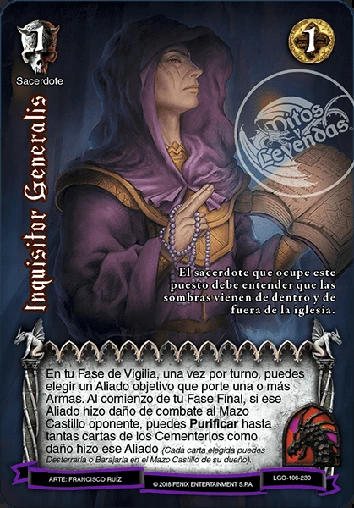 1
1
Sacerdote
Mitos
y
Leyendas
Inquisitor Generalis
El sacerdote que ocupe este
puesto debe entender que las
sombras vienen de dentro y de
fuera de la iglesia.
En tu Fase de Vigilia, una vez por turno, puedes
elegir un Aliado objetivo que porte una o más
Armas. Al comienzo de tu Fase Final, si ese
Aliado hizo daño de combate al Mazo
Castillo oponente, puedes Purificar hasta
tantas cartas de los Cementerios como
daño hizo ese Aliado (Cada carta elegida puedes
Desterrarla o Barajarla en el Mazo Castillo de su dueño).
ARTE: FRANCISCO RUIZ
© 2018 FENIX ENTERTAINMENT S.P.A